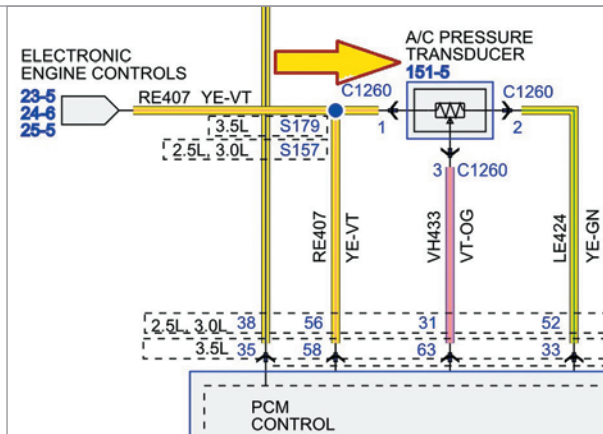 A/C PRESSURE
TRANSDUCER
151-5
ELECTRONIC
ENGINE CONTROLS
23-5
24-6
25-5
RE407 YE-VT
C1260
C1260
1
2
3.5L S179
2.5L, 3.0L S157
3 C1260
RE407
YE-VT
VH433
VT-OG
LE424
YE-GN
2.5L, 3.0L 38 56 31 52
3.5L 35 58 63 33
PCM
CONTROL